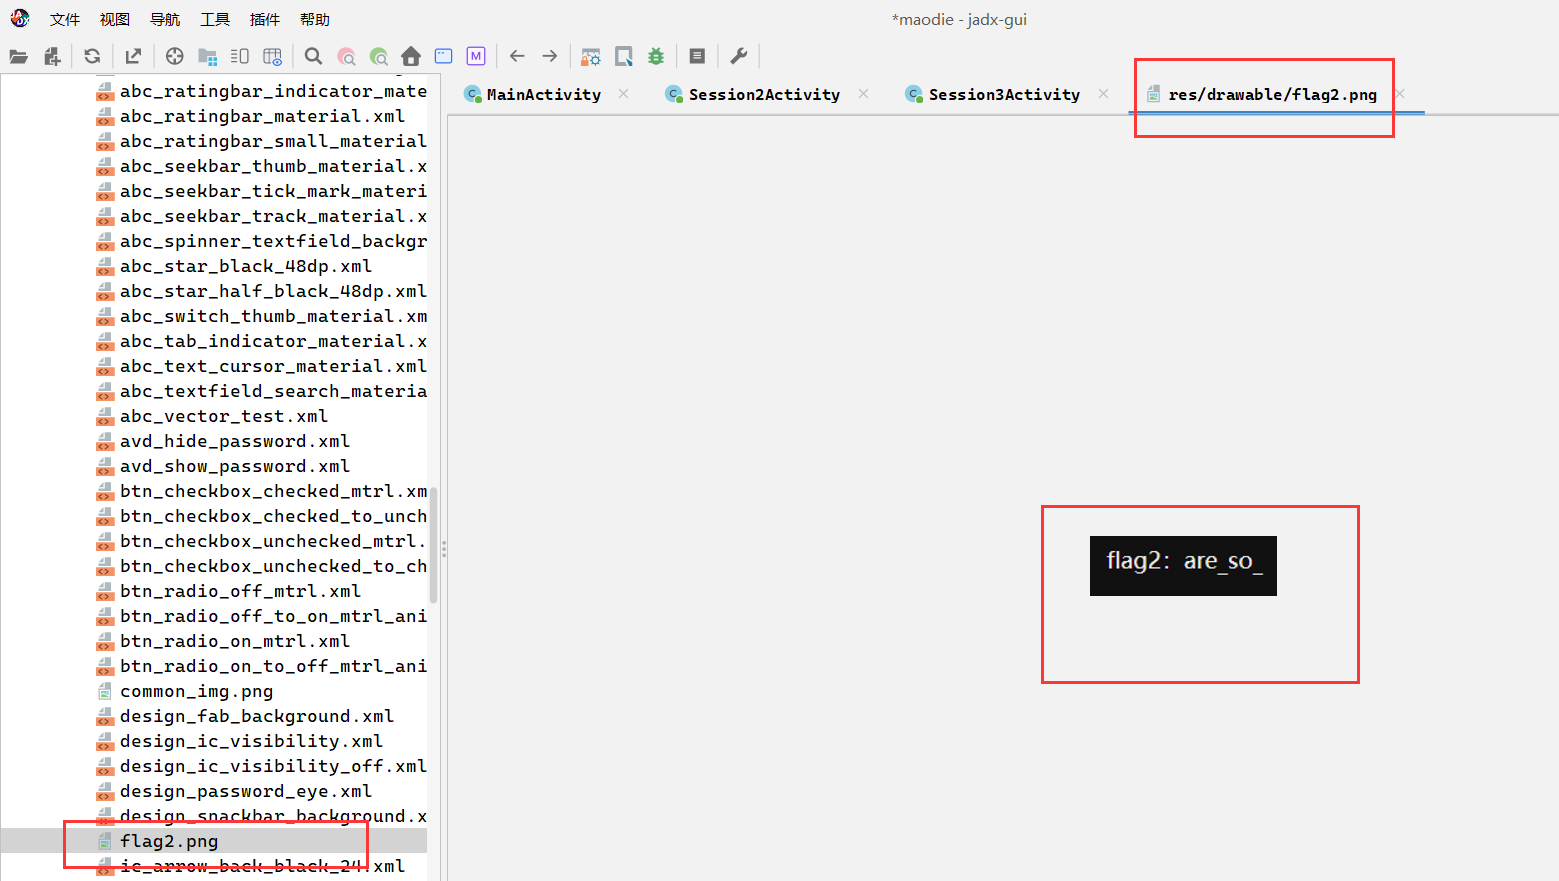 文件 视图 导航 工具 插件 帮助 *maodie - jadx-gui
M
MainActivity Session2Activity Session3Activity res/drawable/flag2.png
abc_ratingbar_indicator_mate
abc_ratingbar_material.xml
abc_ratingbar_small_material
abc_seekbar_thumb_material.x
abc_seekbar_tick_mark_materi
abc_seekbar_track_material.x
abc_spinner_textfield_backgr
abc_star_black_48dp.xml
abc_star_half_black_48dp.xml
abc_switch_thumb_material.xm
abc_tab_indicator_material.x
abc_text_cursor_material.xml
abc_textfield_search_materia
abc_vector_test.xml
avd_hide_password.xml
avd_show_password.xml
btn_checkbox_checked_mtrl.xm
btn_checkbox_checked_to_unch
btn_checkbox_unchecked_mtrl.
btn_checkbox_unchecked_to_ch
btn_radio_off_mtrl.xml
btn_radio_off_to_on_mtrl_ani
btn_radio_on_mtrl.xml
btn_radio_on_to_off_mtrl_ani
common_img.png
design_fab_background.xml
design_ic_visibility.xml
design_ic_visibility_off.xml
design_password_eye.xml
design_snackbar_background.x
flag2.png
ic_arrow_back_black_24.xml
flag2: are_so_